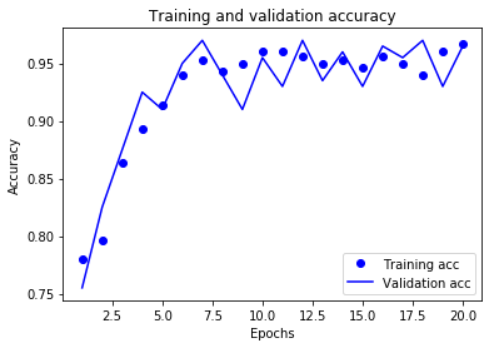 Training and validation accuracy
Accuracy
0.95
0.90
0.85
0.80
0.75
Training acc
Validation acc
2.5 5.0 7.5 10.0 12.5 15.0 17.5 20.0
Epochs